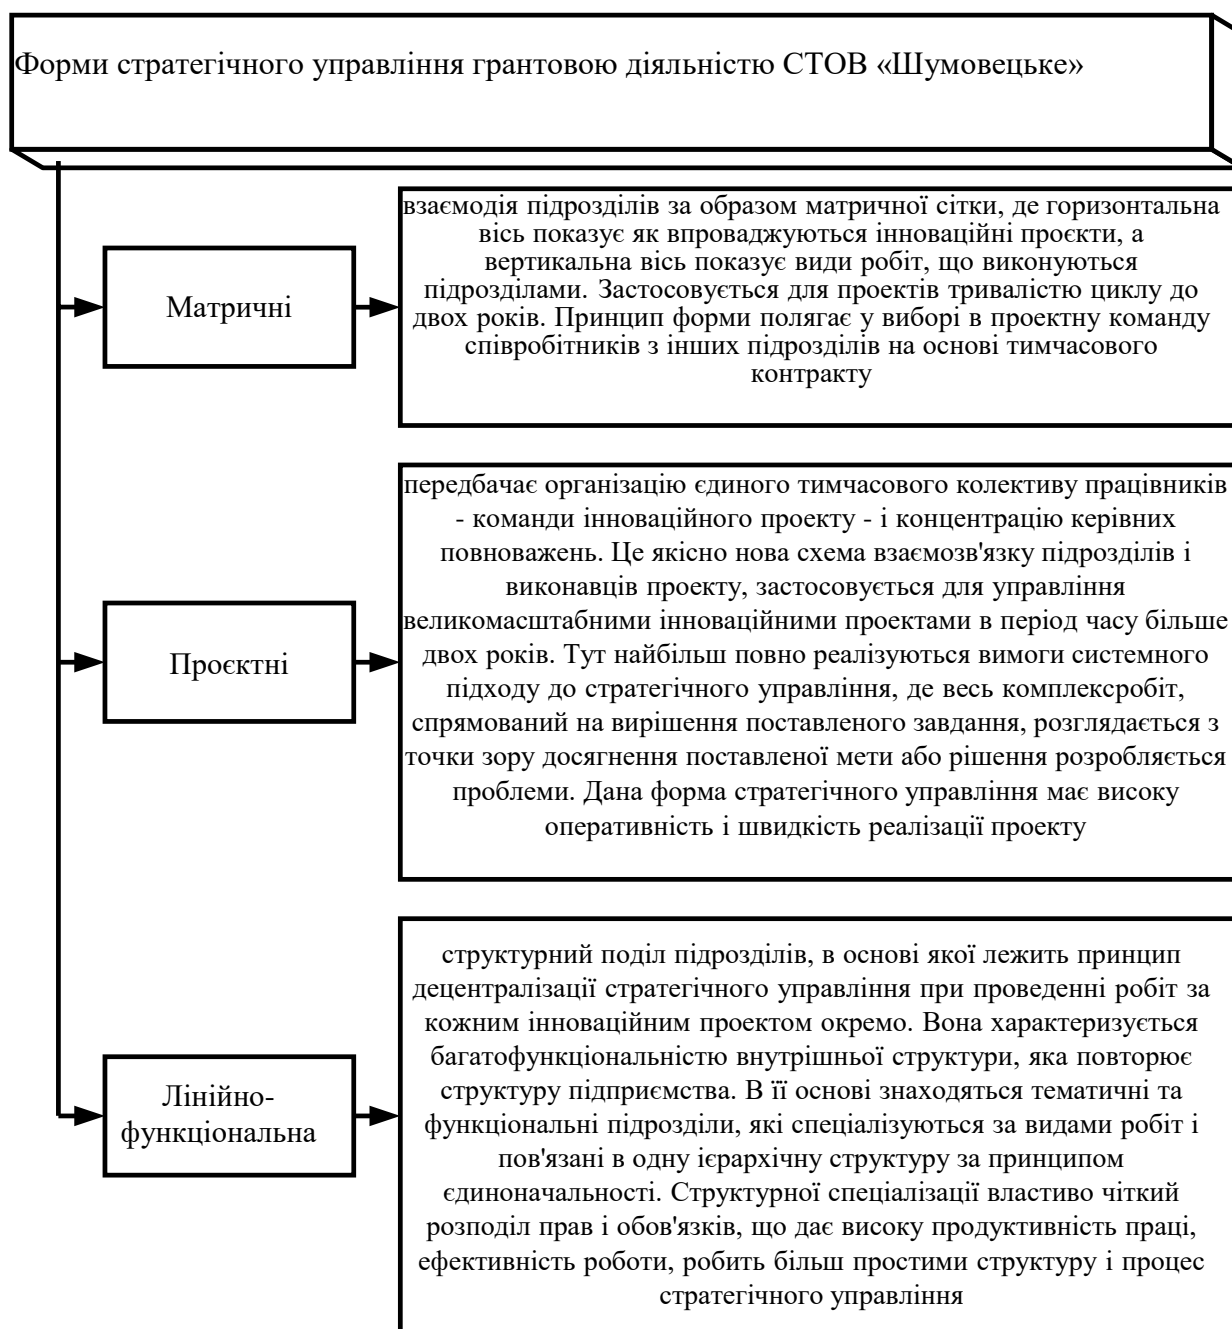 Форми стратегічного управління грантовою діяльністю СТОВ «Шумовецьке»
Матричні
взаємодія підрозділів за образом матричної сітки, де горизонтальна
вісь показує як впроваджуються інноваційні проєкти, а
вертикальна вісь показує види робіт, що виконуються
підрозділами. Застосовується для проектів тривалістю циклу до
двох років. Принцип форми полягає у виборі в проектну команду
співробітників з інших підрозділів на основі тимчасового
контракту
Проєктні
передбачає організацію єдиного тимчасового колективу працівників
- команди інноваційного проекту - і концентрацію керівних
повноважень. Це якісно нова схема взаємозв'язку підрозділів і
виконавців проекту, застосовується для управління
великомасштабними інноваційними проектами в період часу більше
двох років. Тут найбільш повно реалізуються вимоги системного
підходу до стратегічного управління, де весь комплексробіт,
спрямований на вирішення поставленого завдання, розглядається з
точки зору досягнення поставленої мети або рішення розробляється
проблеми. Дана форма стратегічного управління має високу
оперативність і швидкість реалізації проекту
Лінійно-
функціональна
структурний поділ підрозділів, в основі якої лежить принцип
децентралізації стратегічного управління при проведенні робіт за
кожним інноваційним проектом окремо. Вона характеризується
багатофункціональністю внутрішньої структури, яка повторює
структуру підприємства. В її основі знаходяться тематичні та
функціональні підрозділи, які спеціалізуються за видами робіт і
пов'язані в одну ієрархічну структуру за принципом
єдиноначальності. Структурної спеціалізації властиво чіткий
розподіл прав і обов'язків, що дає високу продуктивність праці,
ефективність роботи, робить більш простими структуру і процес
стратегічного управління